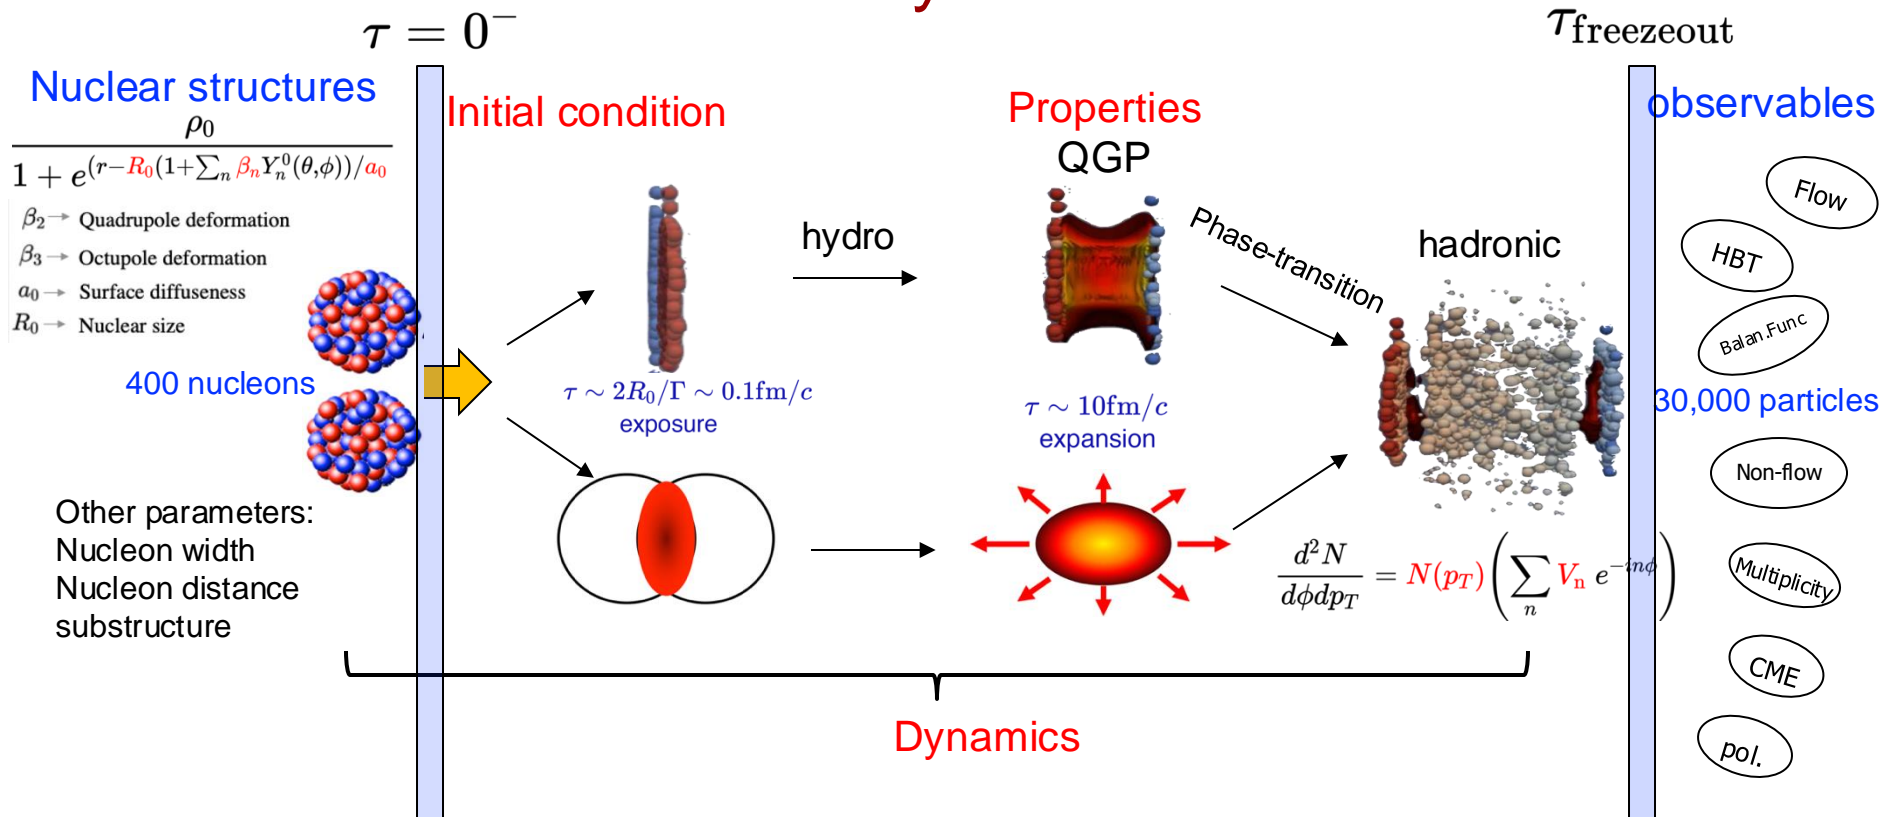 τ = 0⁻
τ_freezeout
Nuclear structures
ρ₀ / (1 + e^{(r−R₀(1+∑ₙ βₙYₙ⁰(θ,ϕ))/a₀})
β₂ → Quadrupole deformation
β₃ → Octupole deformation
a₀ → Surface diffuseness
R₀ → Nuclear size
400 nucleons
Other parameters:
Nucleon width
Nucleon distance
substructure
Initial condition
τ ∼ 2R₀/Γ ∼ 0.1fm/c
exposure
hydro
Properties
QGP
τ ∼ 10fm/c
expansion
Phase-transition
hadronic
d²N / dϕdp_T = N(p_T) (∑ₙ Vₙ e^{−inϕ})
Dynamics
observables
Flow
HBT
Balan.Func
30,000 particles
Non-flow
Multiplicity
CME
pol.